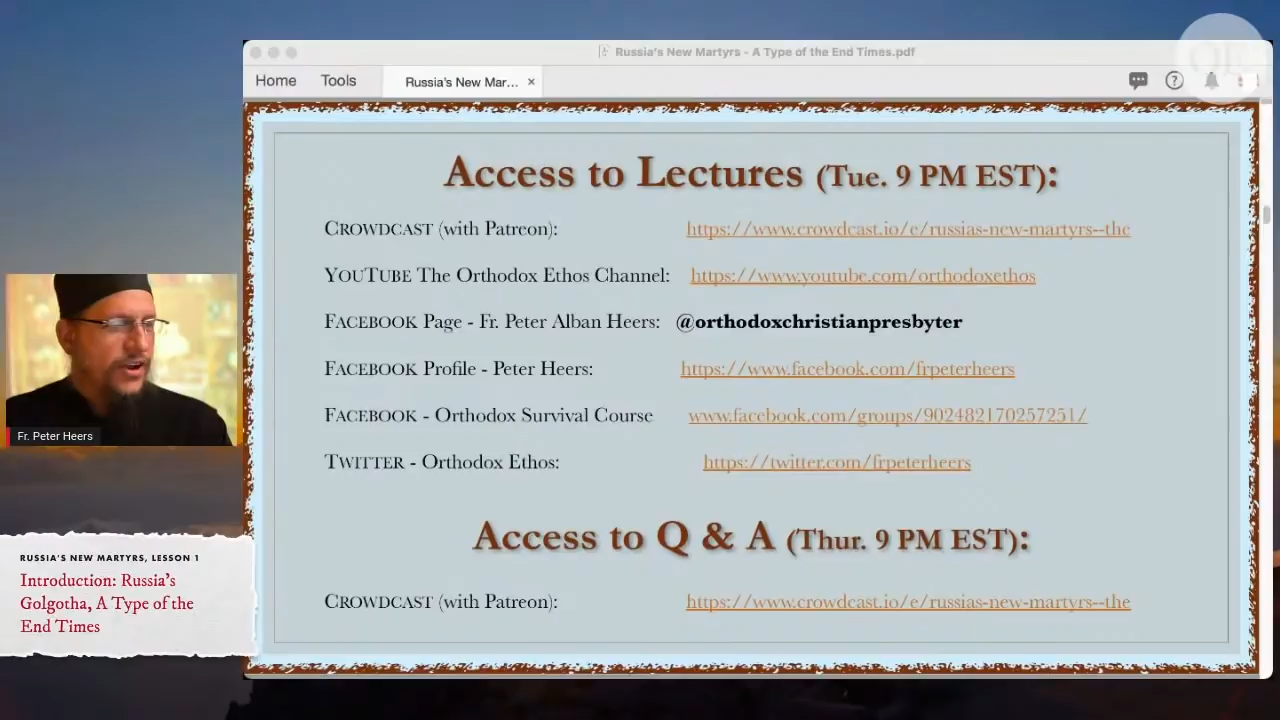 Russia's New Martyrs - A Type of the End Times.pdf
Home Tools Russia's New Mar... ×
Access to Lectures (Tue. 9 PM EST):
CROWDCAST (with Patreon): https://www.crowdcast.io/e/russias-new-martyrs--the
YOUTUBE The Orthodox Ethos Channel: https://www.youtube.com/orthodoxethos
FACEBOOK Page - Fr. Peter Alban Heers: @orthodoxchristianpresbyter
FACEBOOK Profile - Peter Heers: https://www.facebook.com/frpeterheers
FACEBOOK - Orthodox Survival Course www.facebook.com/groups/902482170257251/
TWITTER - Orthodox Ethos: https://twitter.com/frpeterheers
Access to Q & A (Thur. 9 PM EST):
CROWDCAST (with Patreon): https://www.crowdcast.io/e/russias-new-martyrs--the
Fr. Peter Heers
RUSSIA'S NEW MARTYRS, LESSON 1
Introduction: Russia's
Golgotha, A Type of the
End Times